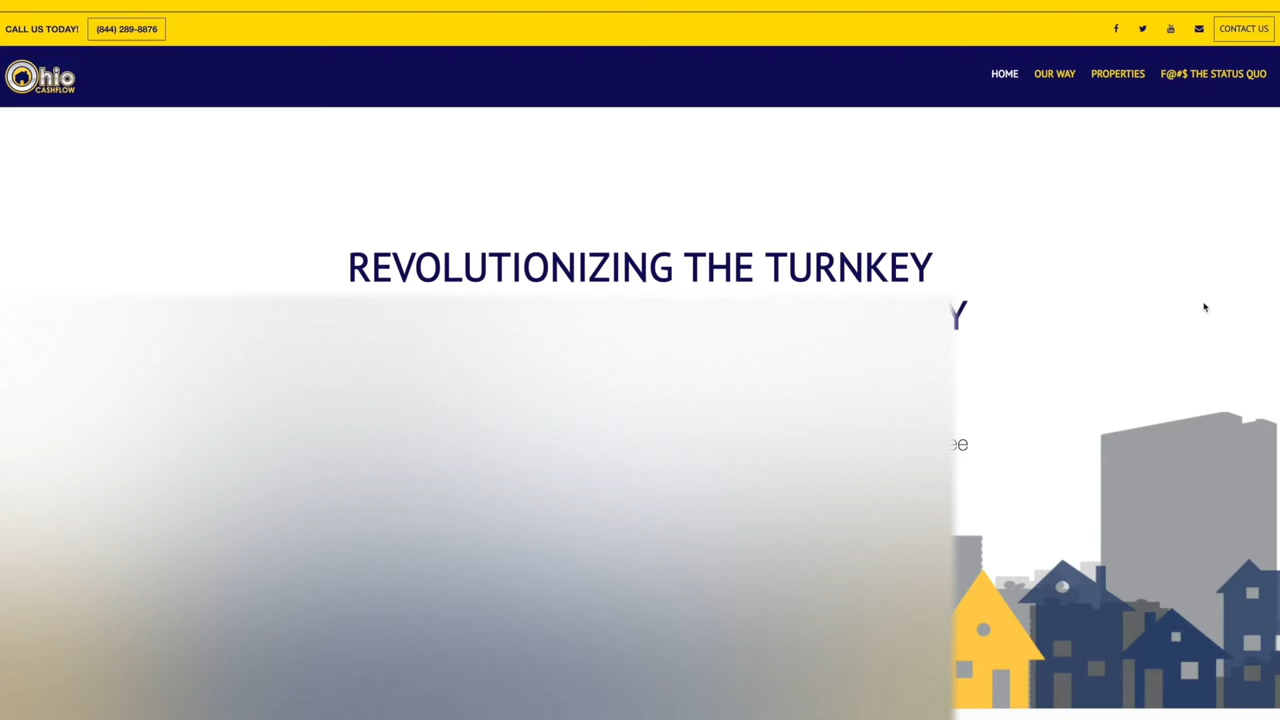 CALL US TODAY! (844) 289-8876 CONTACT US
Ohio
CASHFLOW
HOME OUR WAY PROPERTIES F@#$ THE STATUS QUO
REVOLUTIONIZING THE TURNKEY